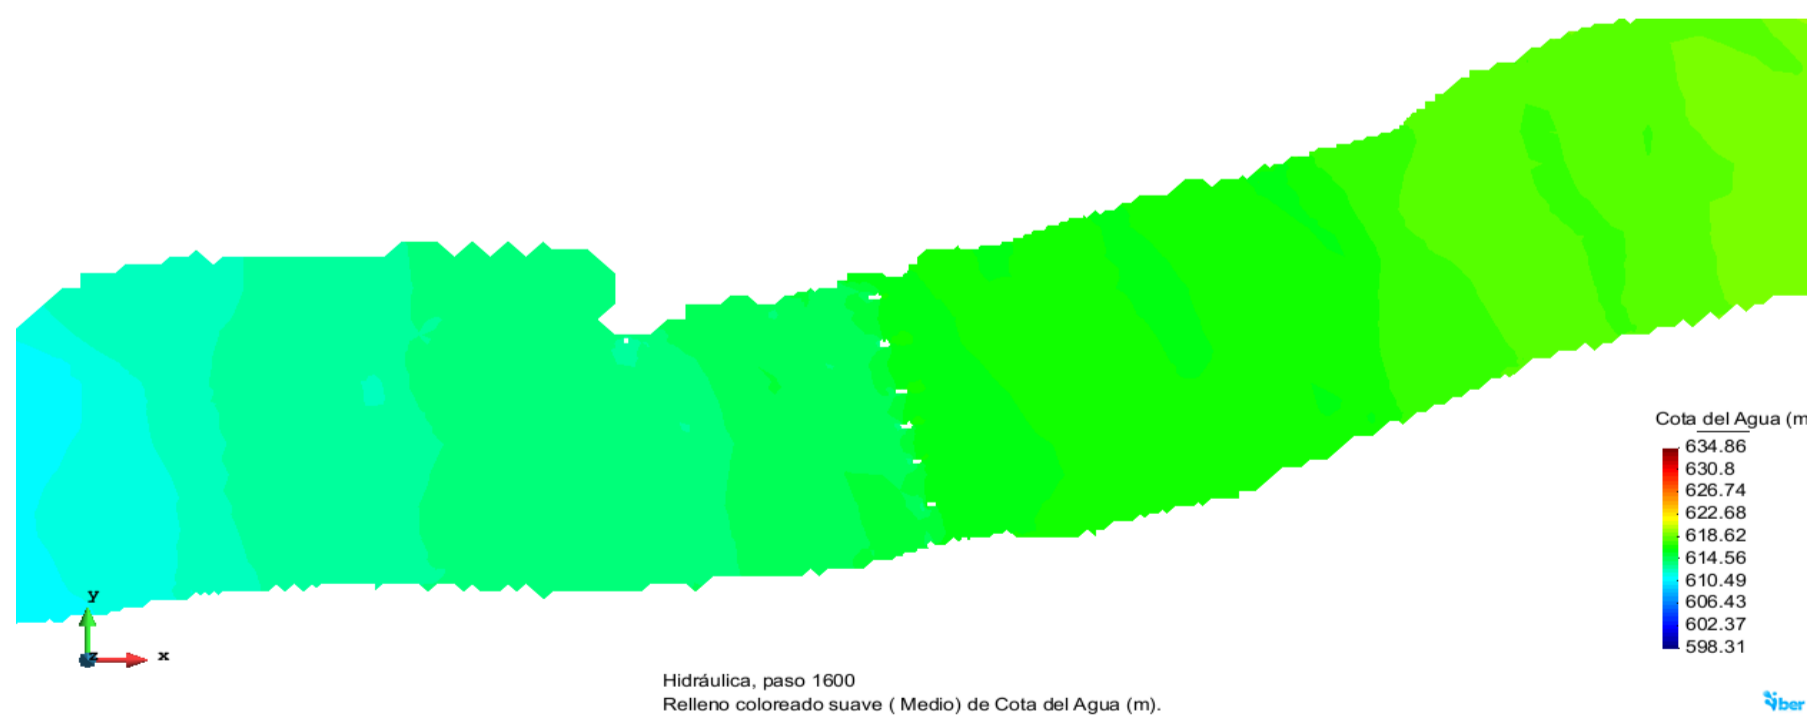 Cota del Agua (m
634.86
630.8
626.74
622.68
618.62
614.56
610.49
606.43
602.37
598.31
y
z
x
Hidráulica, paso 1600
Relleno coloreado suave ( Medio) de Cota del Agua (m).
iber